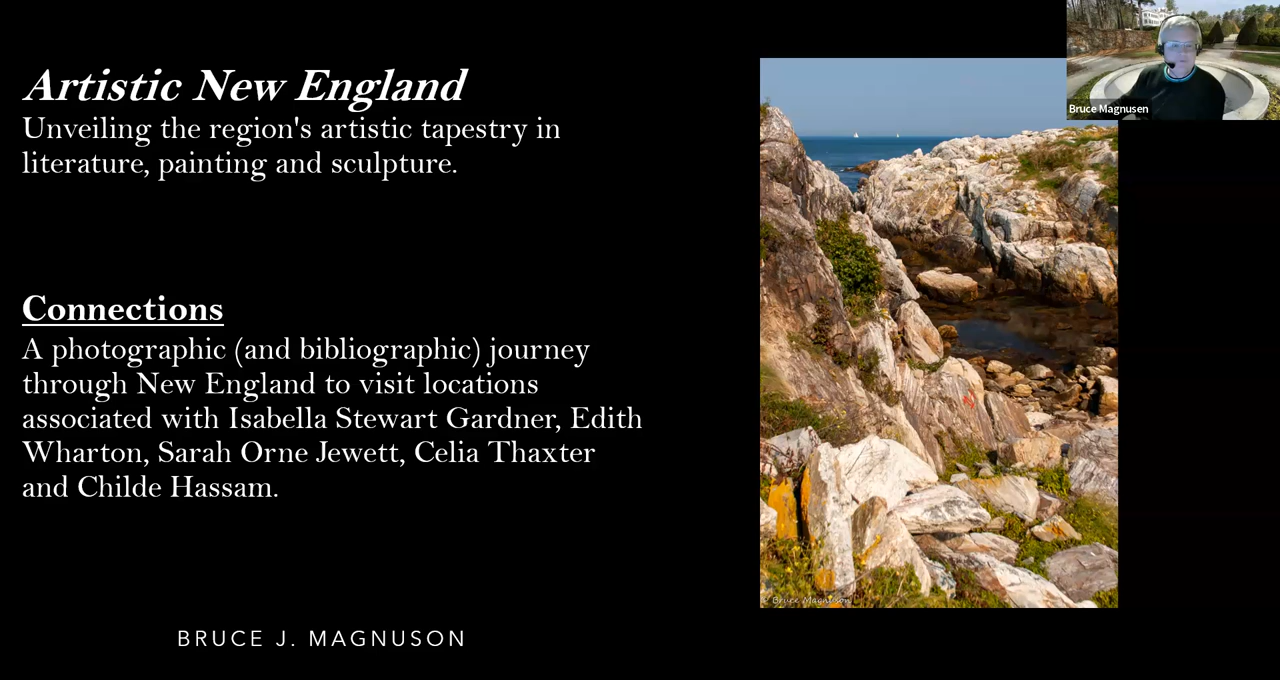 Artistic New England
Unveiling the region's artistic tapestry in
literature, painting and sculpture.
Connections
A photographic (and bibliographic) journey
through New England to visit locations
associated with Isabella Stewart Gardner, Edith
Wharton, Sarah Orne Jewett, Celia Thaxter
and Childe Hassam.
BRUCE J. MAGNUSON
Bruce Magnusen
© Bruce Magnuson